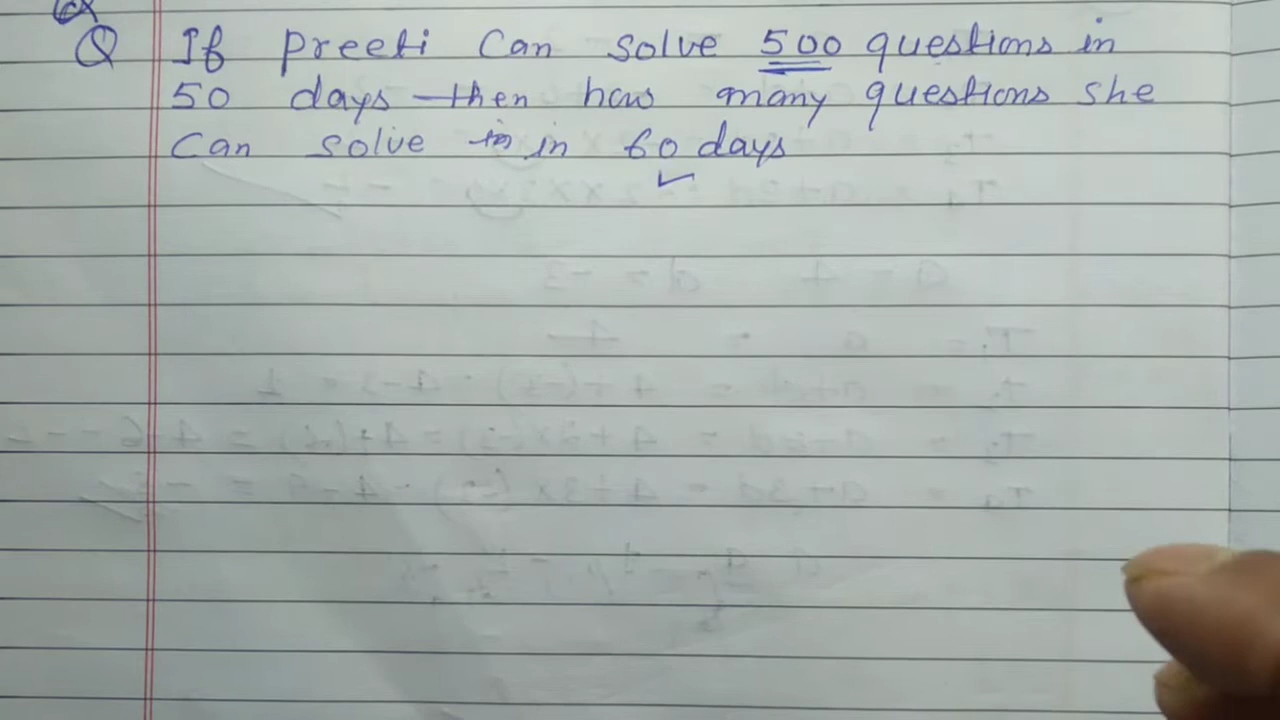 Q If Preeti Can solve 500 questions in
50 days then how many questions she
Can solve in in 60 days